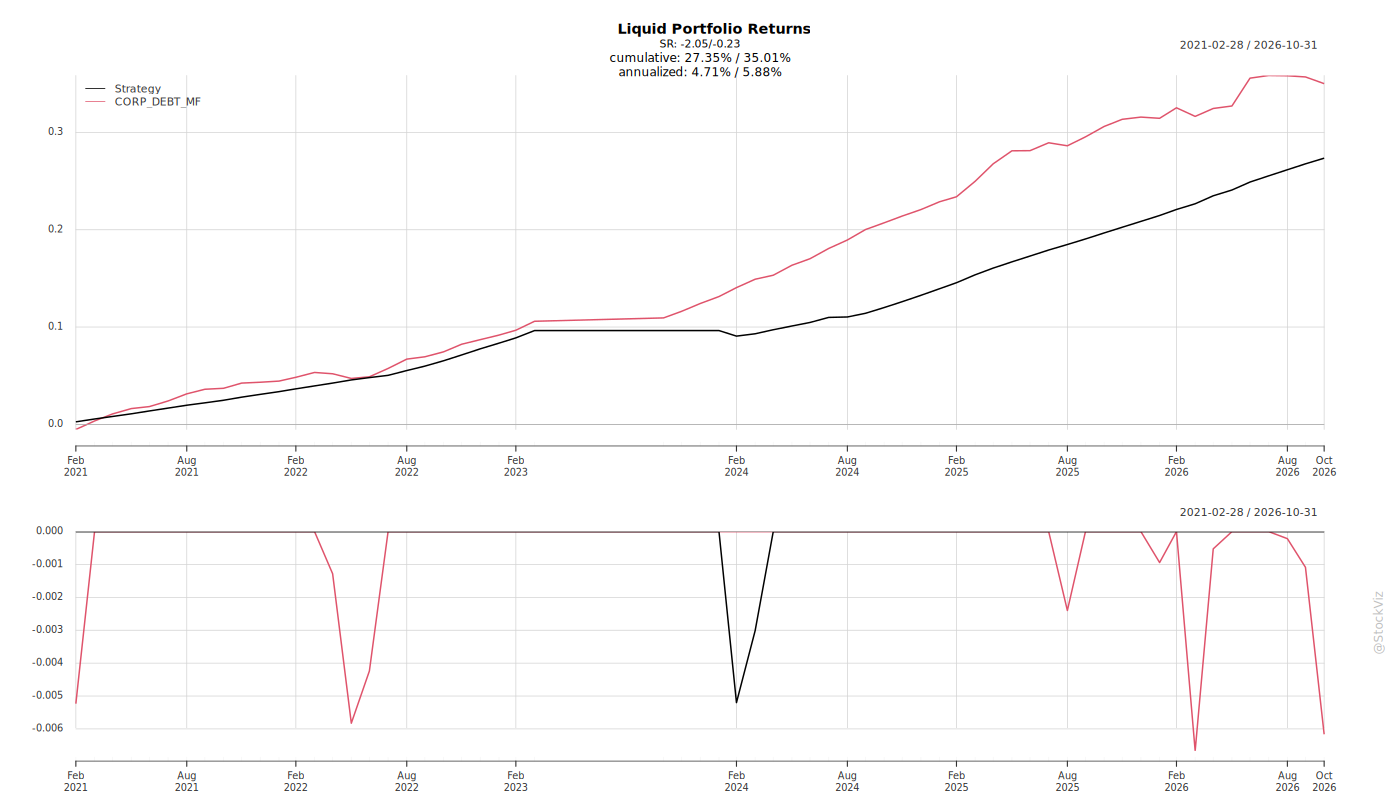 Liquid Portfolio Returns
SR: -2.05/-0.23
cumulative: 27.35% / 35.01%
annualized: 4.71% / 5.88%
2021-02-28 / 2026-10-31
Strategy
CORP_DEBT_MF
0.3
0.2
0.1
0.0
Feb Aug Feb Aug Feb Feb Aug Feb Aug Feb Aug Oct
2021 2021 2022 2022 2023 2024 2024 2025 2025 2026 2026 2026
2021-02-28 / 2026-10-31
0.000
-0.001
-0.002
-0.003
-0.004
-0.005
-0.006
Feb Aug Feb Aug Feb Feb Aug Feb Aug Feb Aug Oct
2021 2021 2022 2022 2023 2024 2024 2025 2025 2026 2026 2026
@StockViz